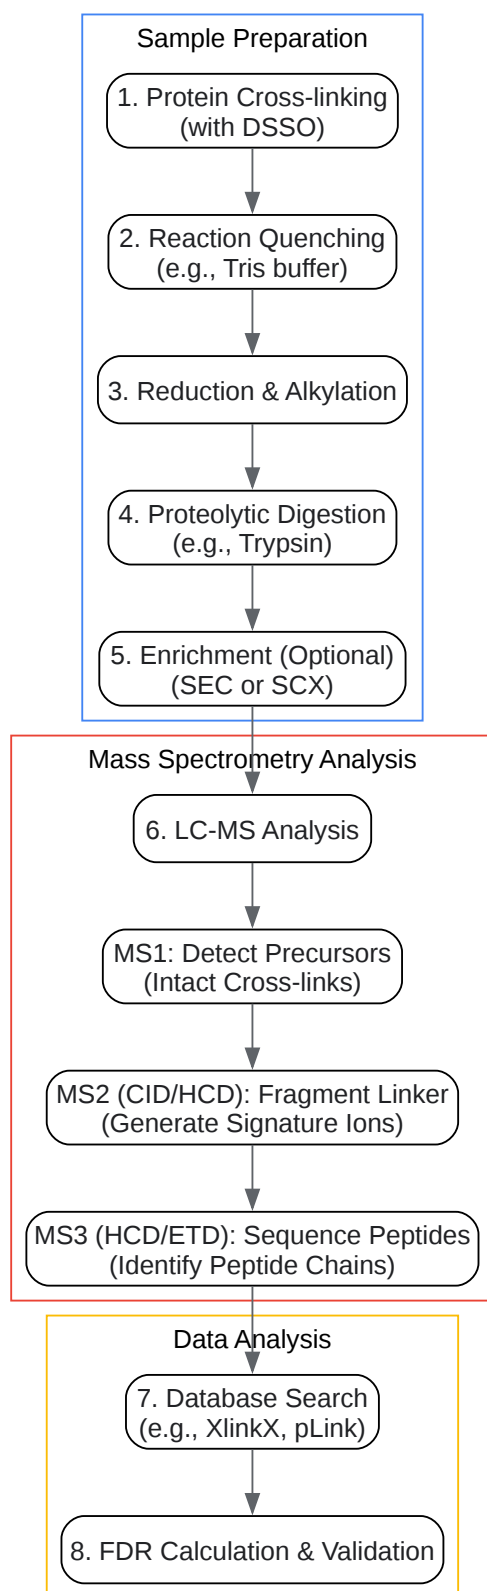 Sample Preparation
1. Protein Cross-linking
(with DSSO)
2. Reaction Quenching
(e.g., Tris buffer)
3. Reduction & Alkylation
4. Proteolytic Digestion
(e.g., Trypsin)
5. Enrichment (Optional)
(SEC or SCX)
Mass Spectrometry Analysis
6. LC-MS Analysis
MS1: Detect Precursors
(Intact Cross-links)
MS2 (CID/HCD): Fragment Linker
(Generate Signature Ions)
MS3 (HCD/ETD): Sequence Peptides
(Identify Peptide Chains)
Data Analysis
7. Database Search
(e.g., XlinkX, pLink)
8. FDR Calculation & Validation